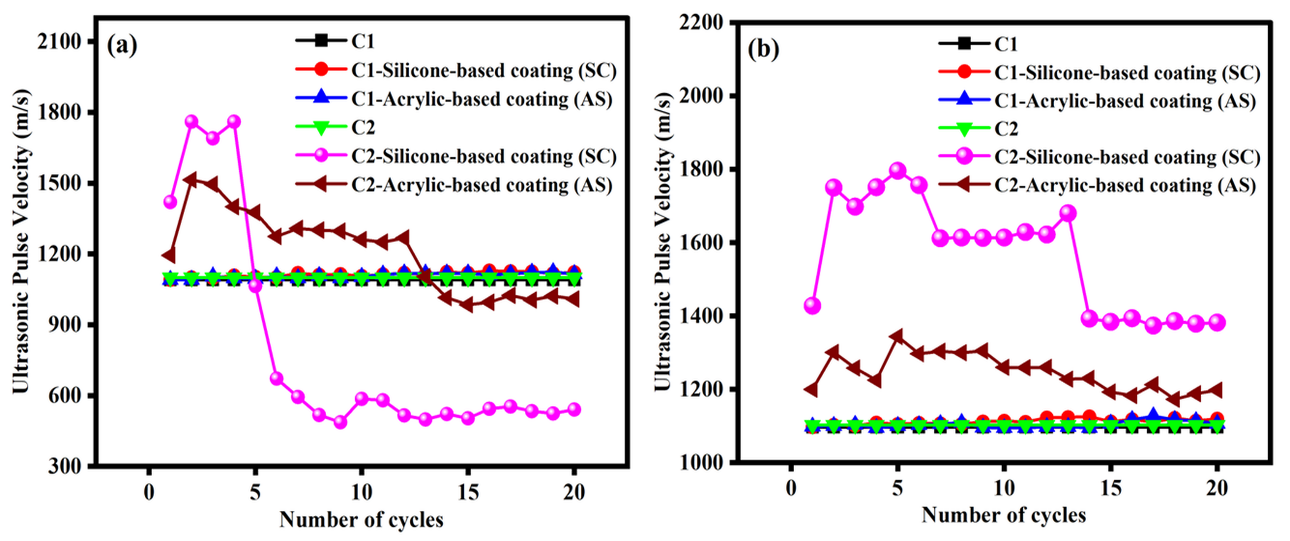 (a)
C1
C1-Silicone-based coating (SC)
C1-Acrylic-based coating (AS)
C2
C2-Silicone-based coating (SC)
C2-Acrylic-based coating (AS)
Ultrasonic Pulse Velocity (m/s)
2100
1800
1500
1200
900
600
300
0 5 10 15 20
Number of cycles
(b)
C1
C1-Silicone-based coating (SC)
C1-Acrylic-based coating (AS)
C2
C2-Silicone-based coating (SC)
C2-Acrylic-based coating (AS)
Ultrasonic Pulse Velocity (m/s)
2200
2000
1800
1600
1400
1200
1000
0 5 10 15 20
Number of cycles